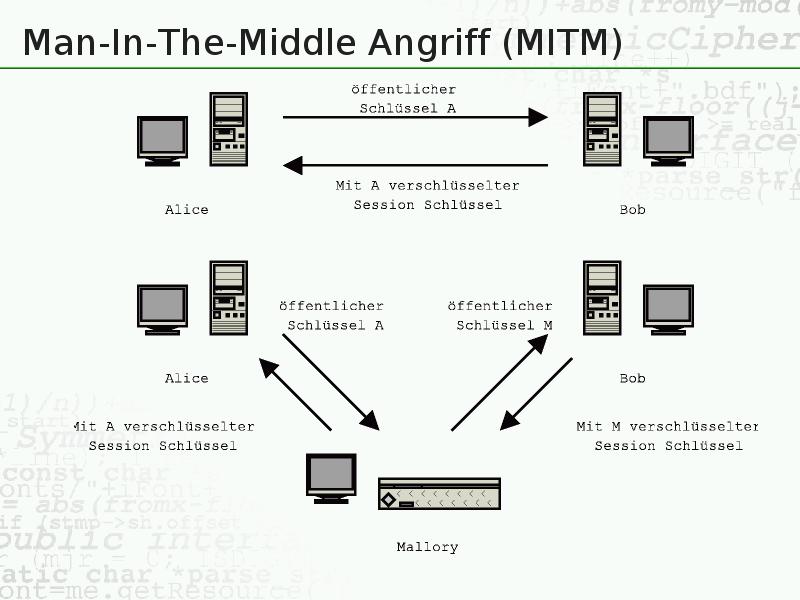 Man-In-The-Middle Angriff (MITM)
öffentlicher
Schlüssel A
Mit A verschlüsselter
Session Schlüssel
Alice
Bob
öffentlicher
Schlüssel A
öffentlicher
Schlüssel M
Alice
Bob
Mit A verschlüsselter
Session Schlüssel
Mit M verschlüsselter
Session Schlüssel
Mallory